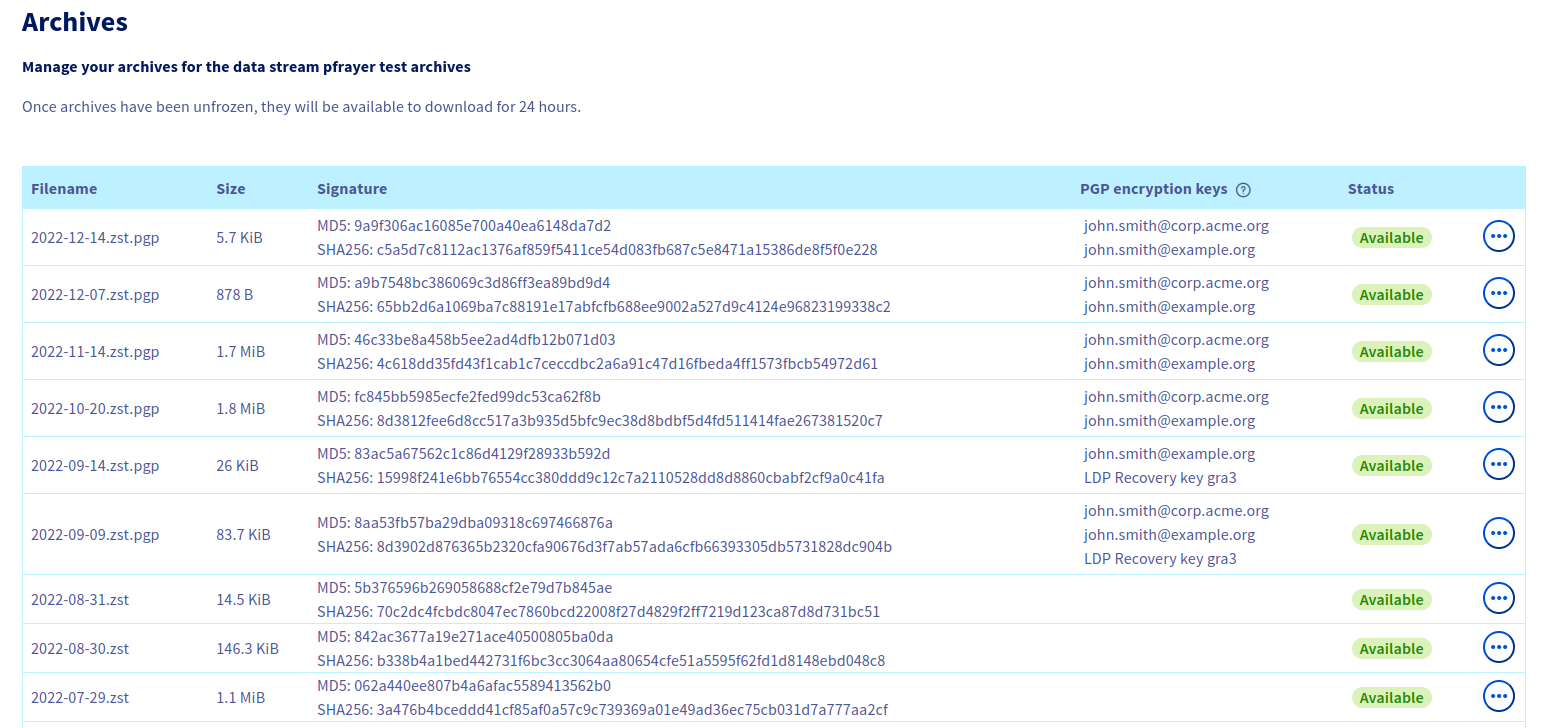 Archives
Manage your archives for the data stream pfrayer test archives
Once archives have been unfrozen, they will be available to download for 24 hours.
Filename Size Signature PGP encryption keys ? Status
2022-12-14.zst.pgp 5.7 KiB MD5: 9a9f306ac16085e700a40ea6148da7d2 john.smith@corp.acme.org Available
SHA256: c5a5d7c8112ac1376af859f5411ce54d083fb687c5e8471a15386de8f5f0e228 john.smith@example.org
2022-12-07.zst.pgp 878 B MD5: a9b7548bc386069c3d86ff3ea89bd9d4 john.smith@corp.acme.org Available
SHA256: 65bb2d6a1069ba7c88191e17abfcfb688ee9002a527d9c4124e96823199338c2 john.smith@example.org
2022-11-14.zst.pgp 1.7 MiB MD5: 46c33be8a458b5ee2ad4dfb12b071d03 john.smith@corp.acme.org Available
SHA256: 4c618dd35fd43f1cab1c7ceccdbc2a6a91c47d16fbeda4ff1573fbcb54972d61 john.smith@example.org
2022-10-20.zst.pgp 1.8 MiB MD5: fc845bb5985ecfe2fed99dc53ca62f8b john.smith@corp.acme.org Available
SHA256: 8d3812fee6d8cc517a3b935d5bfc9ec38d8bdbf5d4fd511414fae267381520c7 john.smith@example.org
2022-09-14.zst.pgp 26 KiB MD5: 83ac5a67562c1c86d4129f28933b592d john.smith@example.org Available
SHA256: 15998f241e6bb76554cc380ddd9c12c7a2110528dd8d8860cbabf2cf9a0c41fa LDP Recovery key gra3
2022-09-09.zst.pgp 83.7 KiB MD5: 8aa53fb57ba29dba09318c697466876a john.smith@corp.acme.org Available
SHA256: 8d3902d876365b2320cfa90676d3f7ab57ada6cfb66393305db5731828dc904b john.smith@example.org
LDP Recovery key gra3
2022-08-31.zst 14.5 KiB MD5: 5b376596b269058688cf2e79d7b845ae Available
SHA256: 70c2dc4fcbdc8047ec7860bcd22008f27d4829f2ff7219d123ca87d8d731bc51
2022-08-30.zst 146.3 KiB MD5: 842ac3677a19e271ace40500805ba0da Available
SHA256: b338b4a1bed442731f6bc3cc3064aa80654cfe51a5595f62fd1d8148ebd048c8
2022-07-29.zst 1.1 MiB MD5: 062a440ee807b4a6afac5589413562b0 Available
SHA256: 3a476b4bceddd41cf85af0a57c9c739369a01e49ad36ec75cb031d7a777aa2cf